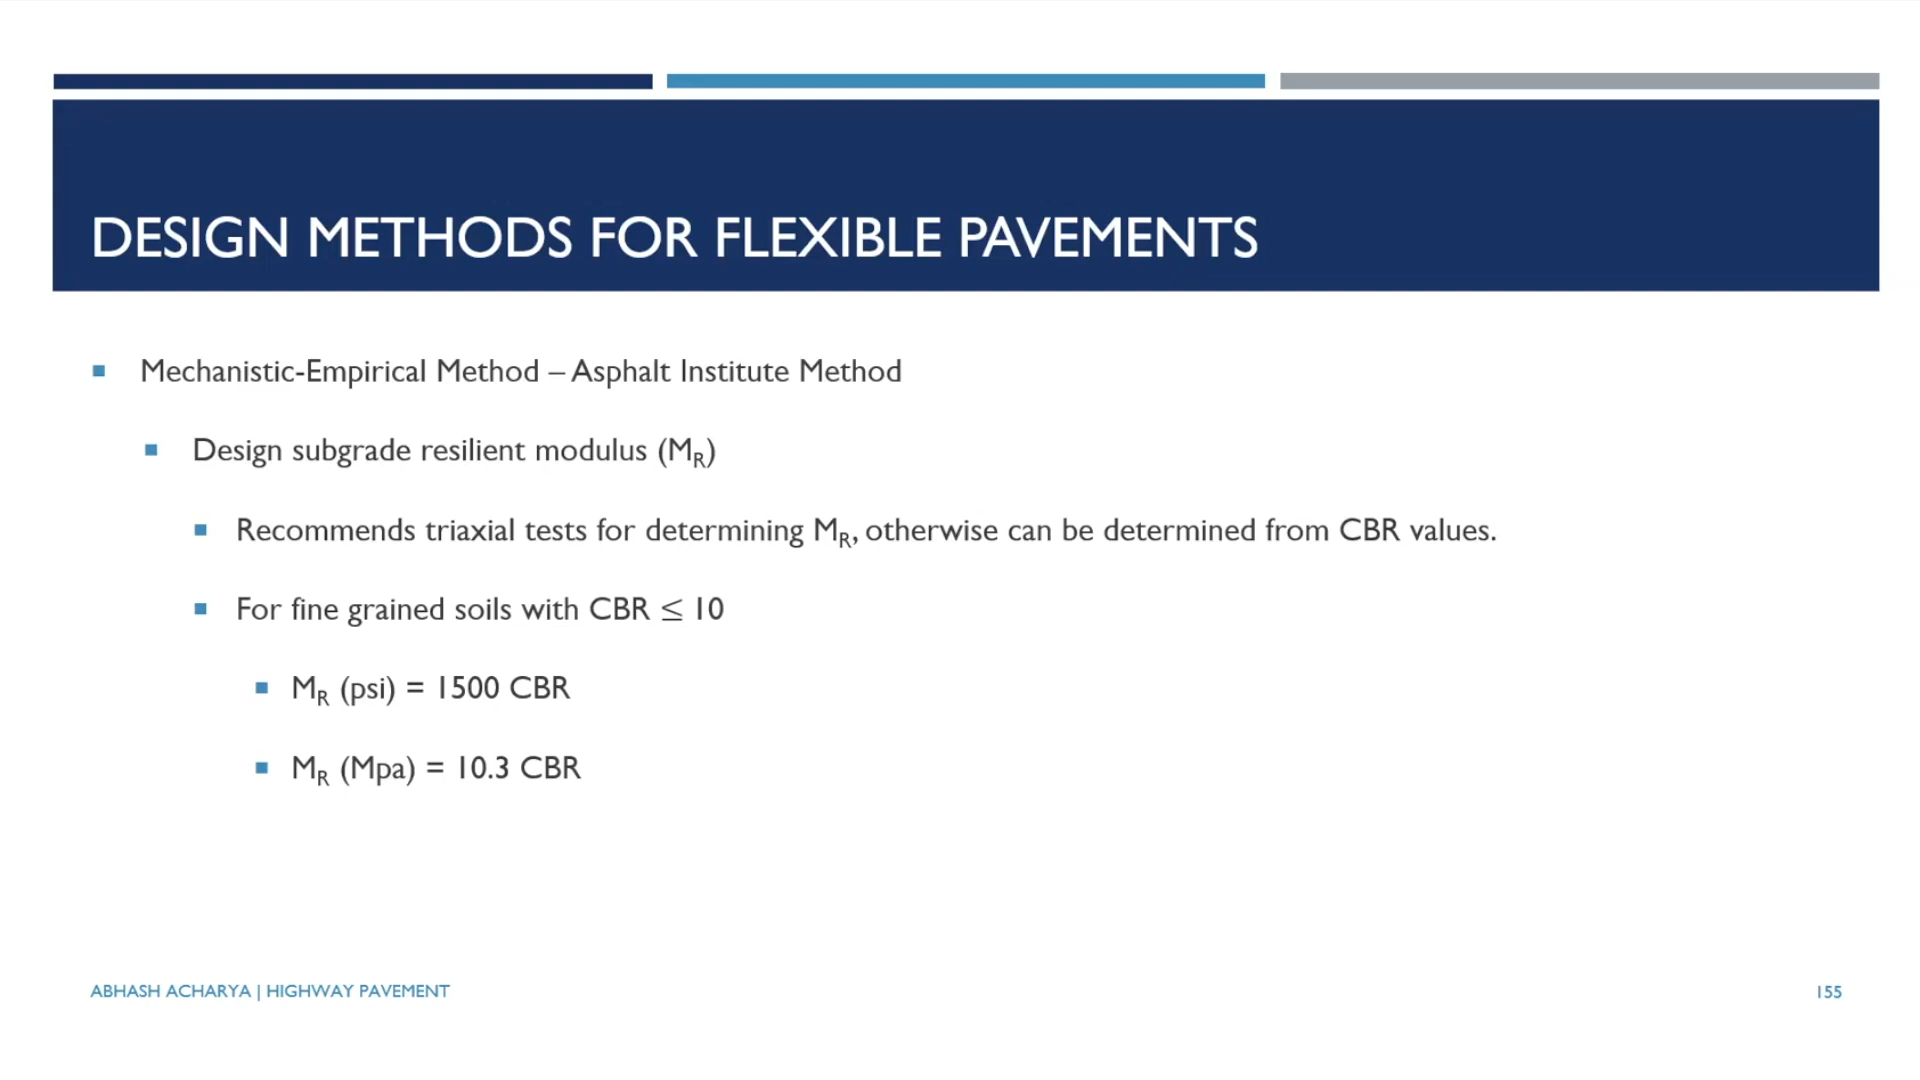 DESIGN METHODS FOR FLEXIBLE PAVEMENTS
Mechanistic-Empirical Method – Asphalt Institute Method
Design subgrade resilient modulus (MR)
Recommends triaxial tests for determining MR, otherwise can be determined from CBR values.
For fine grained soils with CBR ≤ 10
MR (psi) = 1500 CBR
MR (Mpa) = 10.3 CBR
ABHASH ACHARYA | HIGHWAY PAVEMENT
155